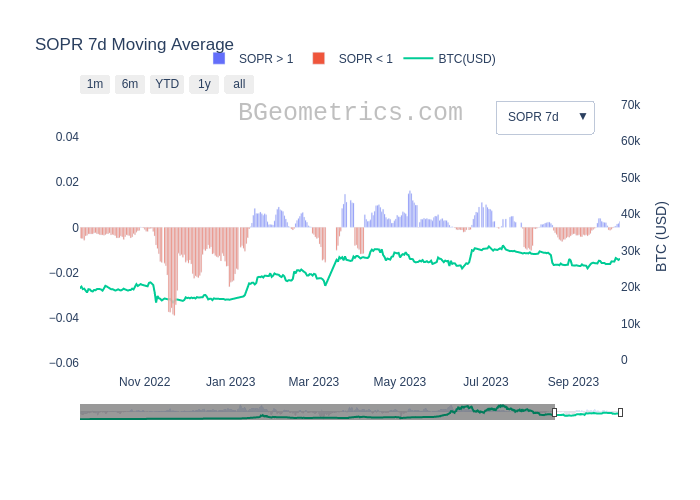 SOPR 7d Moving Average
SOPR > 1
SOPR < 1
BTC(USD)
1m
6m
YTD
1y
all
BGeometrics.com
SOPR 7d
▼
0.04
0.02
0
−0.02
−0.04
−0.06
70k
60k
50k
40k
30k
20k
10k
0
BTC (USD)
Nov 2022
Jan 2023
Mar 2023
May 2023
Jul 2023
Sep 2023